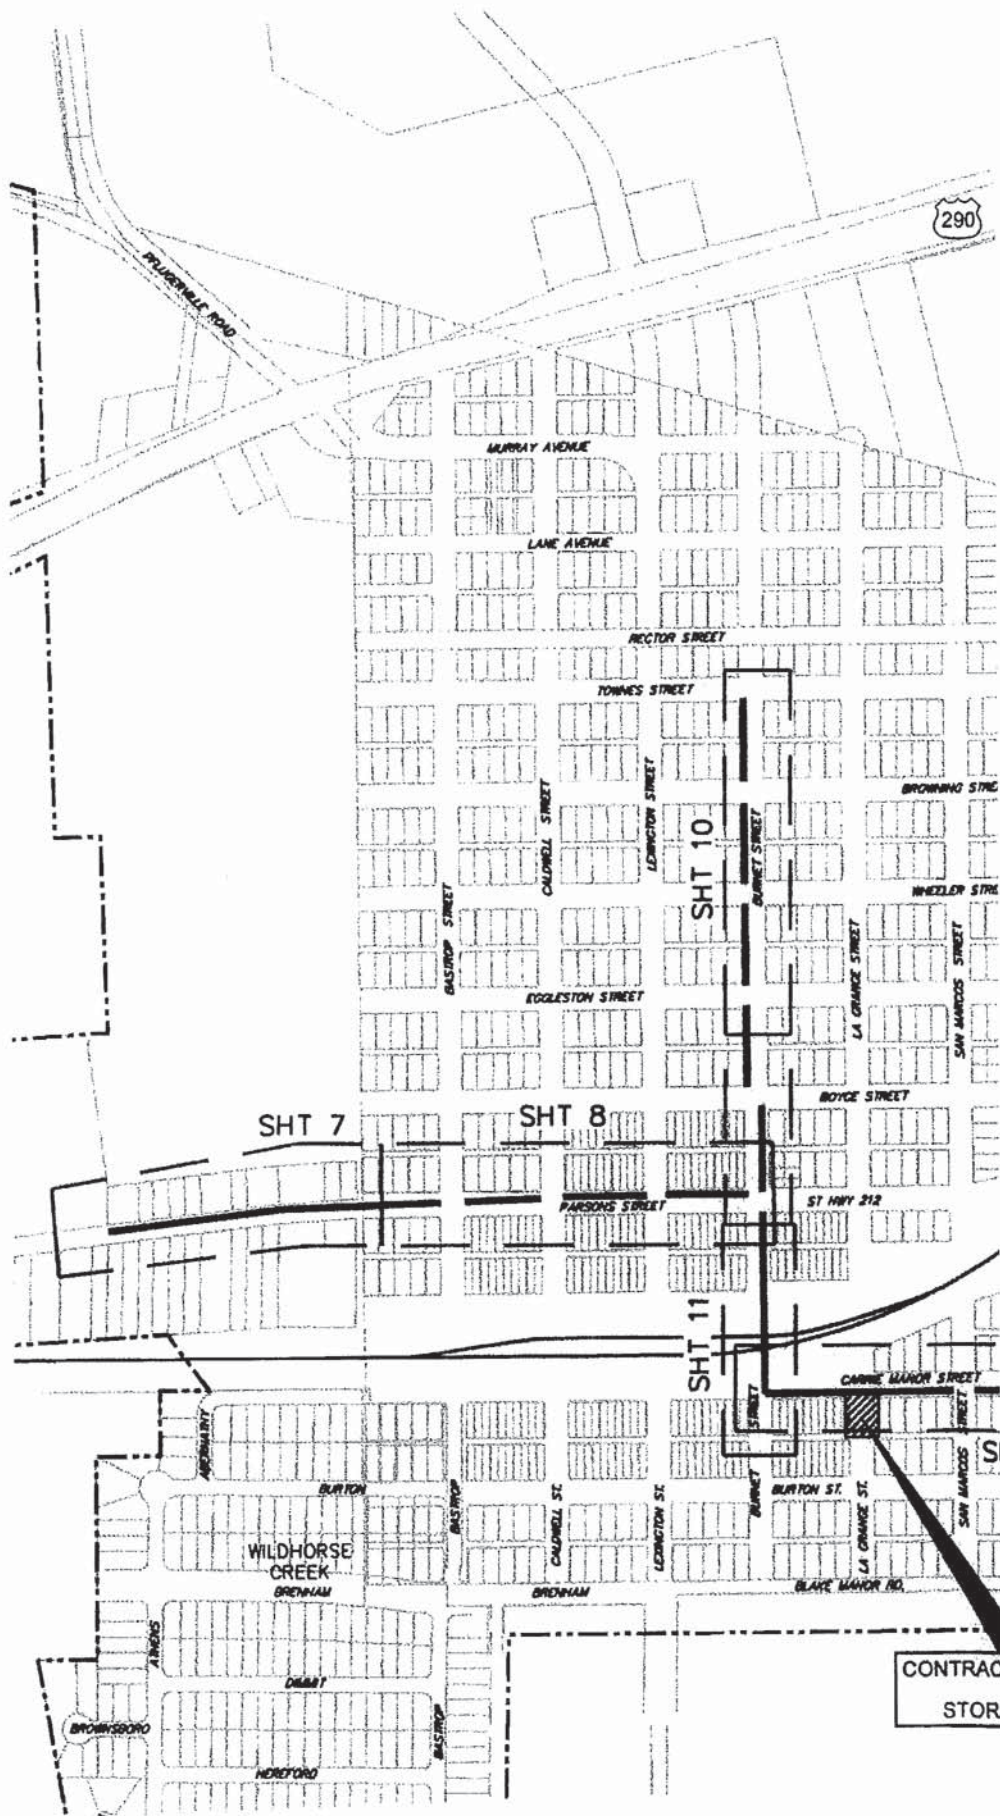 290
PFLUGERVILLE ROAD
MURRAY AVENUE
LANE AVENUE
RECTOR STREET
TOWNES STREET
BROWNING STRE
WHEELER STRE
CALDWELL STREET
LEXINGTON STREET
SHT 10
BURNET STREET
BASTROP STREET
LA GRANGE STREET
SAN MARCOS STREET
EGGLESTON STREET
BOYCE STREET
SHT 7
SHT 8
PARSONS STREET
ST HWY 212
SHT 11
CARRIE MANOR STREET
STREET
STREET
BURTON
BASTROP
CALDWELL ST.
LEXINGTON ST.
BURNET
BURTON ST.
LA GRANGE ST.
SAN MARCOS
WILDHORSE
CREEK
BRENHAM
BRENHAM
BLAKE MANOR RD.
ATHENS
DIMMIT
BASTROP
BROWNSBORO
HEREFORD
CONTRAC
STOR